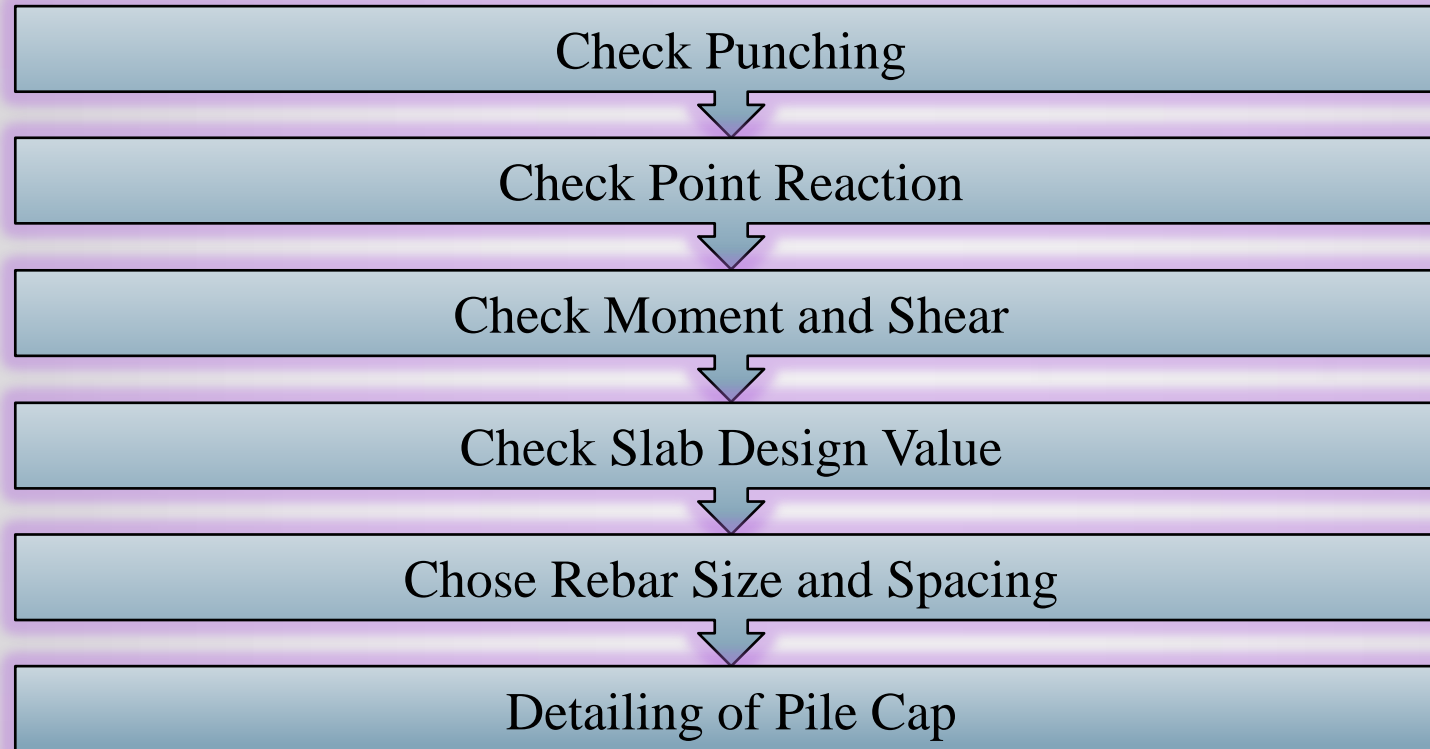 Check Punching
Check Point Reaction
Check Moment and Shear
Check Slab Design Value
Chose Rebar Size and Spacing
Detailing of Pile Cap